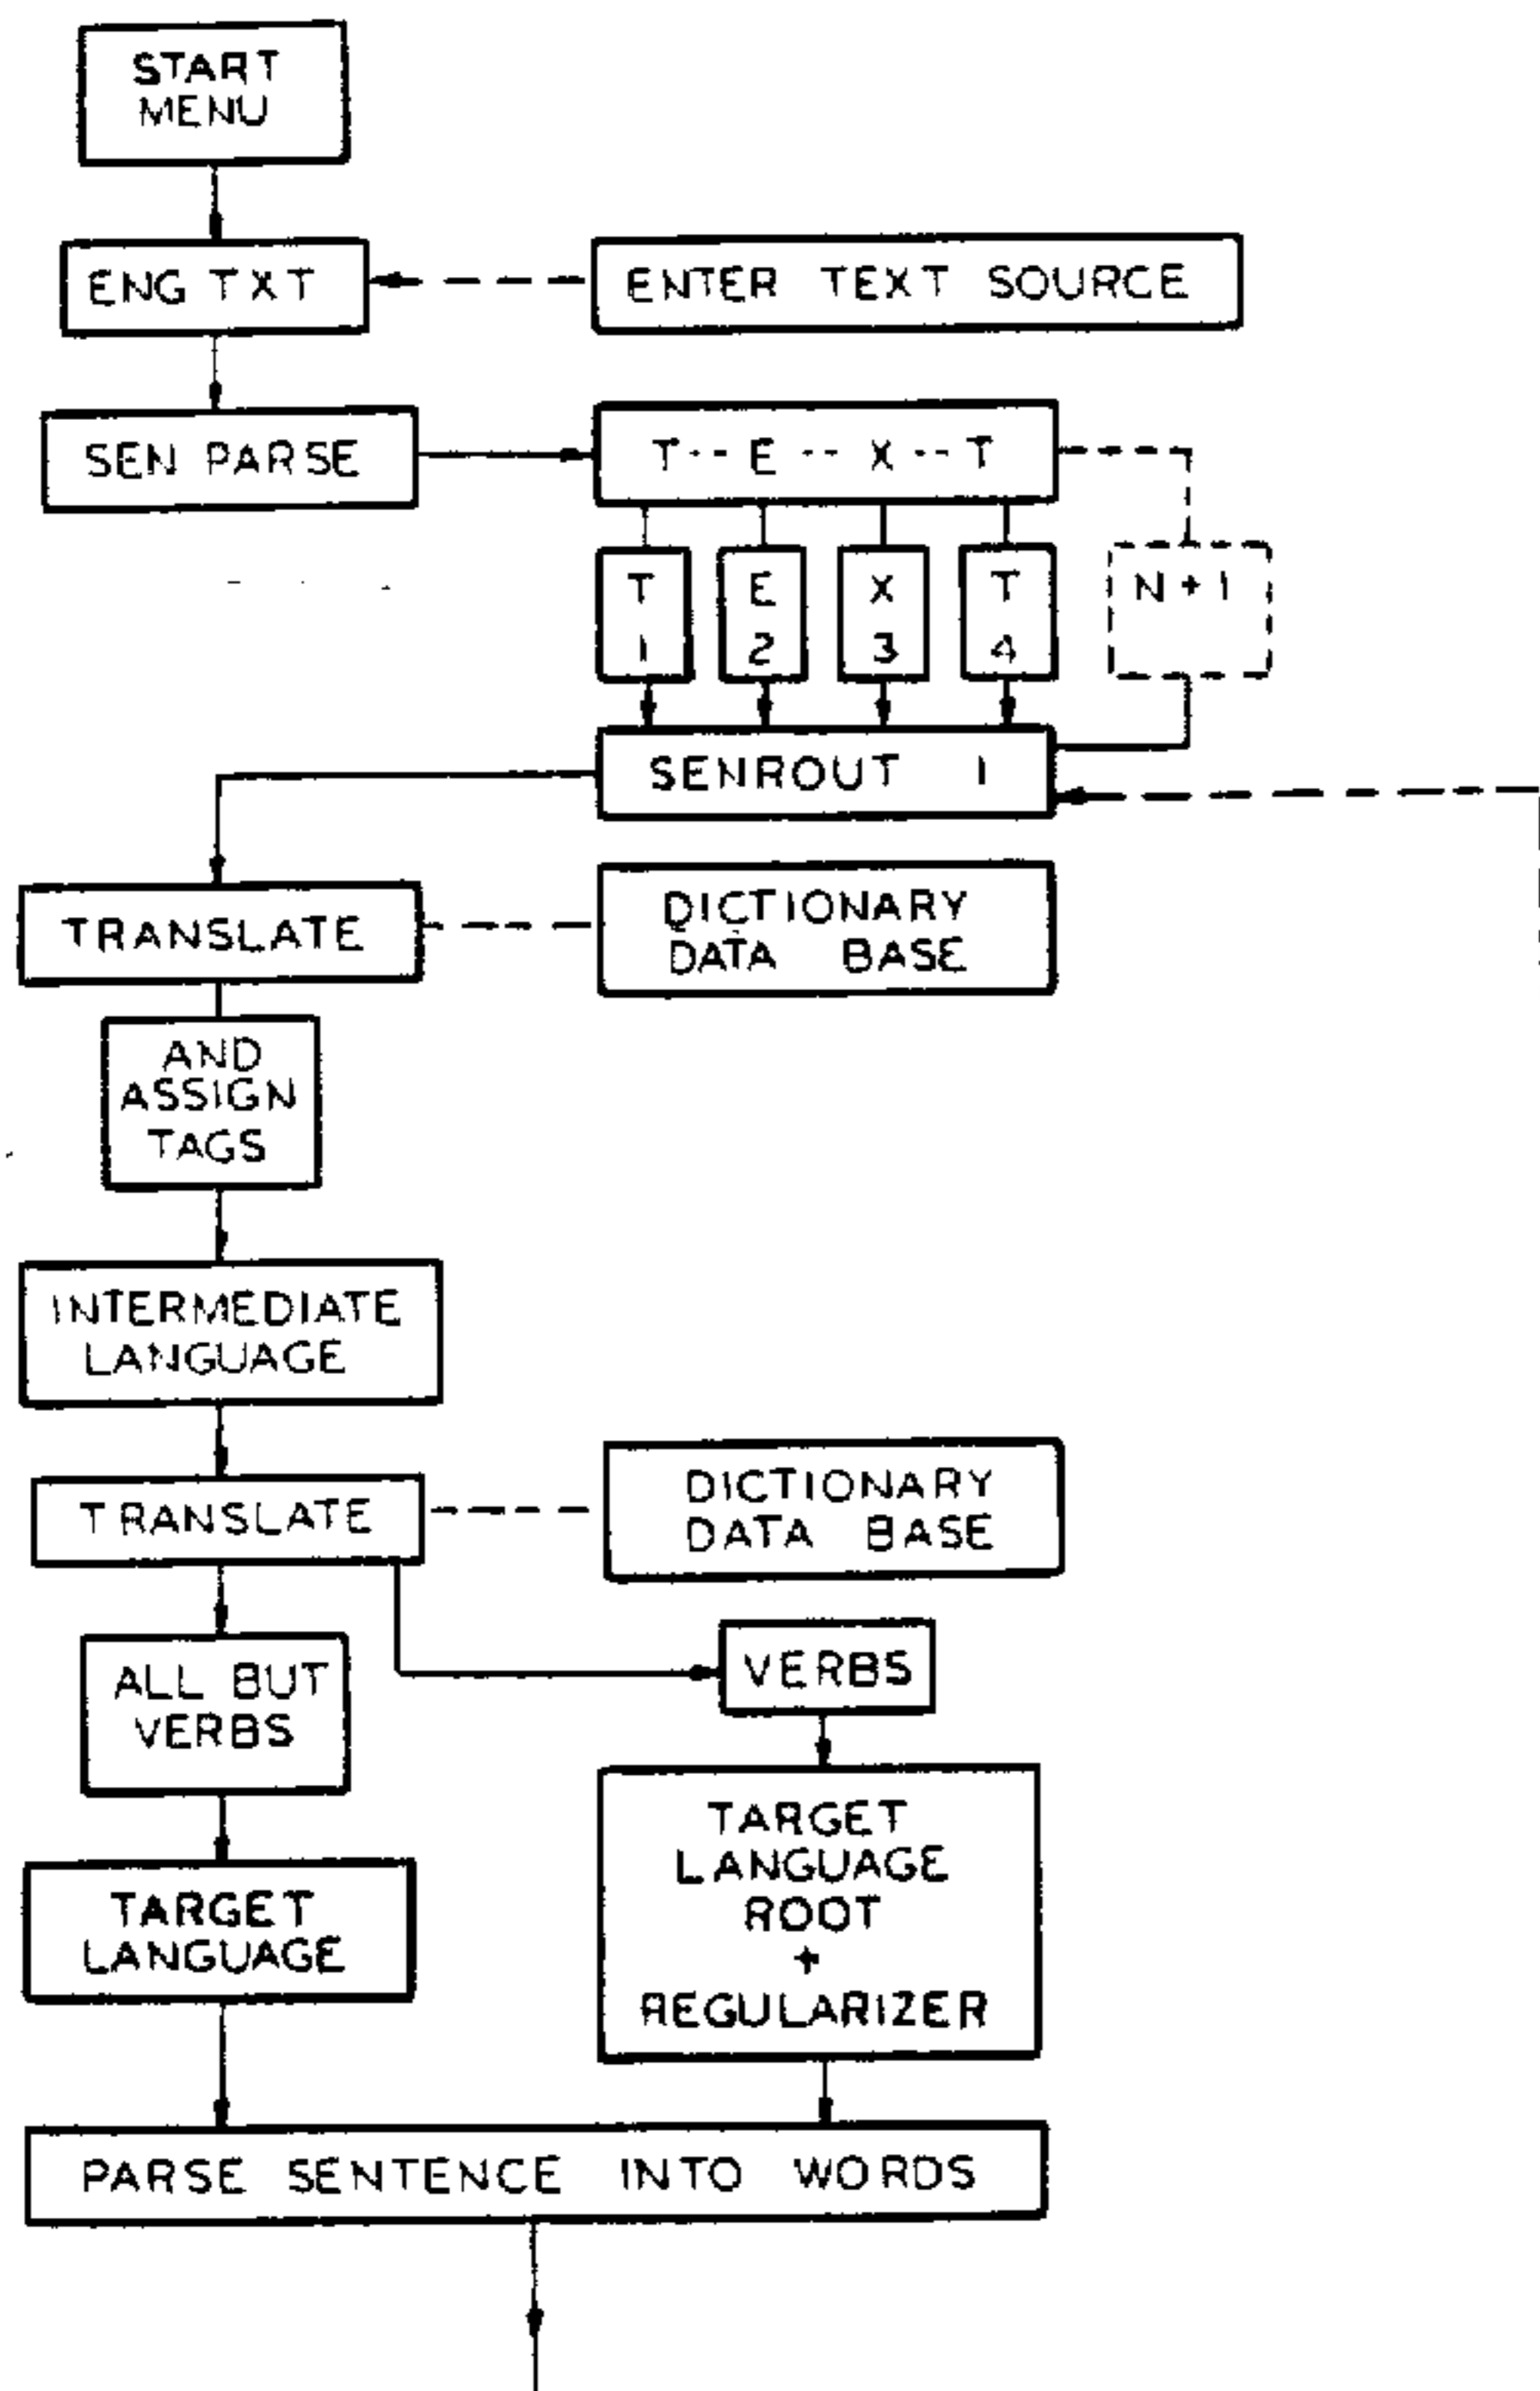 START
MENU
ENG TXT
ENTER TEXT SOURCE
SEN PARSE
T--E--X--T
T
1
E
2
X
3
T
4
N+1
SENROUT 1
TRANSLATE
DICTIONARY
DATA BASE
AND
ASSIGN
TAGS
INTERMEDIATE
LANGUAGE
TRANSLATE
DICTIONARY
DATA BASE
ALL BUT
VERBS
VERBS
TARGET
LANGUAGE
TARGET
LANGUAGE
ROOT
+
REGULARIZER
PARSE SENTENCE INTO WORDS